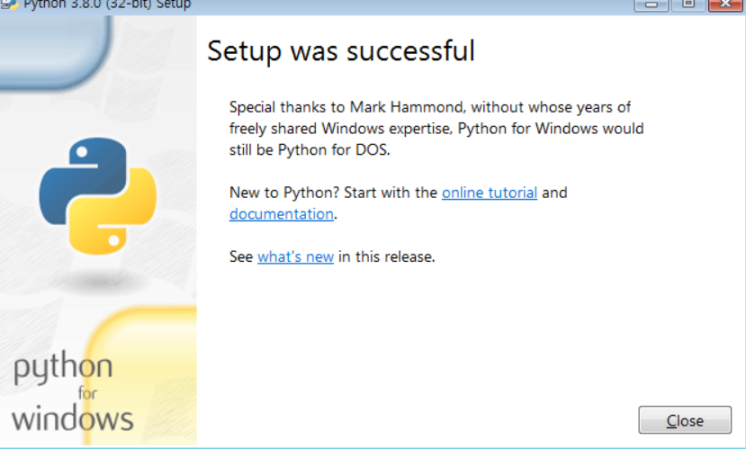 Python 3.8.0 (32-bit) Setup
Setup was successful
Special thanks to Mark Hammond, without whose years of
freely shared Windows expertise, Python for Windows would
still be Python for DOS.
New to Python? Start with the online tutorial and
documentation.
See what's new in this release.
python
for
windows
Close